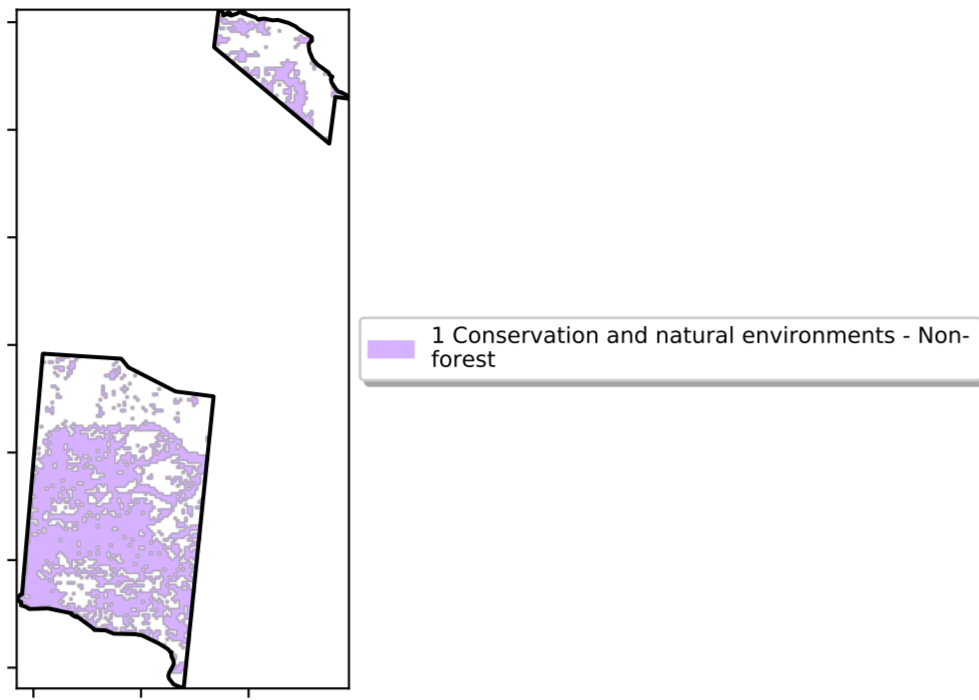 1 Conservation and natural environments - Non-
forest